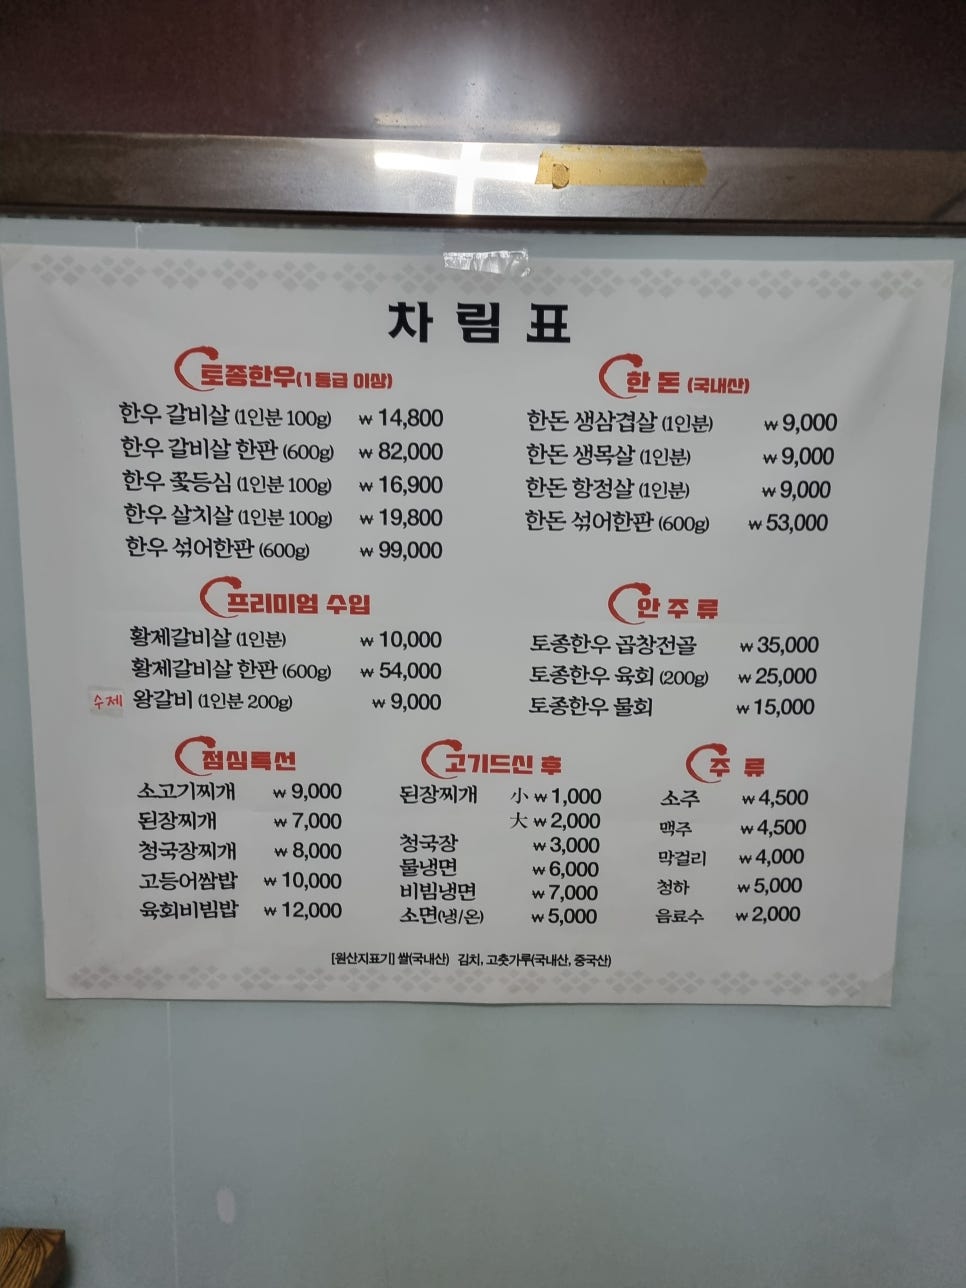 차림표
토종한우(1등급 이상)
한우 갈비살 (1인분 100g) ₩ 14,800
한우 갈비살 한판 (600g) ₩ 82,000
한우 꽃등심 (1인분 100g) ₩ 16,900
한우 살치살 (1인분 100g) ₩ 19,800
한우 섞어한판 (600g) ₩ 99,000
한돈 (국내산)
한돈 생삼겹살 (1인분) ₩ 9,000
한돈 생목살 (1인분) ₩ 9,000
한돈 항정살 (1인분) ₩ 9,000
한돈 섞어한판 (600g) ₩ 53,000
프리미엄 수입
황제갈비살 (1인분) ₩ 10,000
황제갈비살 한판 (600g) ₩ 54,000
수제 왕갈비 (1인분 200g) ₩ 9,000
안주류
토종한우 곱창전골 ₩ 35,000
토종한우 육회 (200g) ₩ 25,000
토종한우 물회 ₩ 15,000
점심특선
소고기찌개 ₩ 9,000
된장찌개 ₩ 7,000
청국장찌개 ₩ 8,000
고등어쌈밥 ₩ 10,000
육회비빔밥 ₩ 12,000
고기드신 후
된장찌개 小 ₩ 1,000
大 ₩ 2,000
청국장 ₩ 3,000
물냉면 ₩ 6,000
비빔냉면 ₩ 7,000
소면(냉/온) ₩ 5,000
주류
소주 ₩ 4,500
맥주 ₩ 4,500
막걸리 ₩ 4,000
청하 ₩ 5,000
음료수 ₩ 2,000
[원산지표기] 쌀(국내산) 김치, 고춧가루(국내산, 중국산)